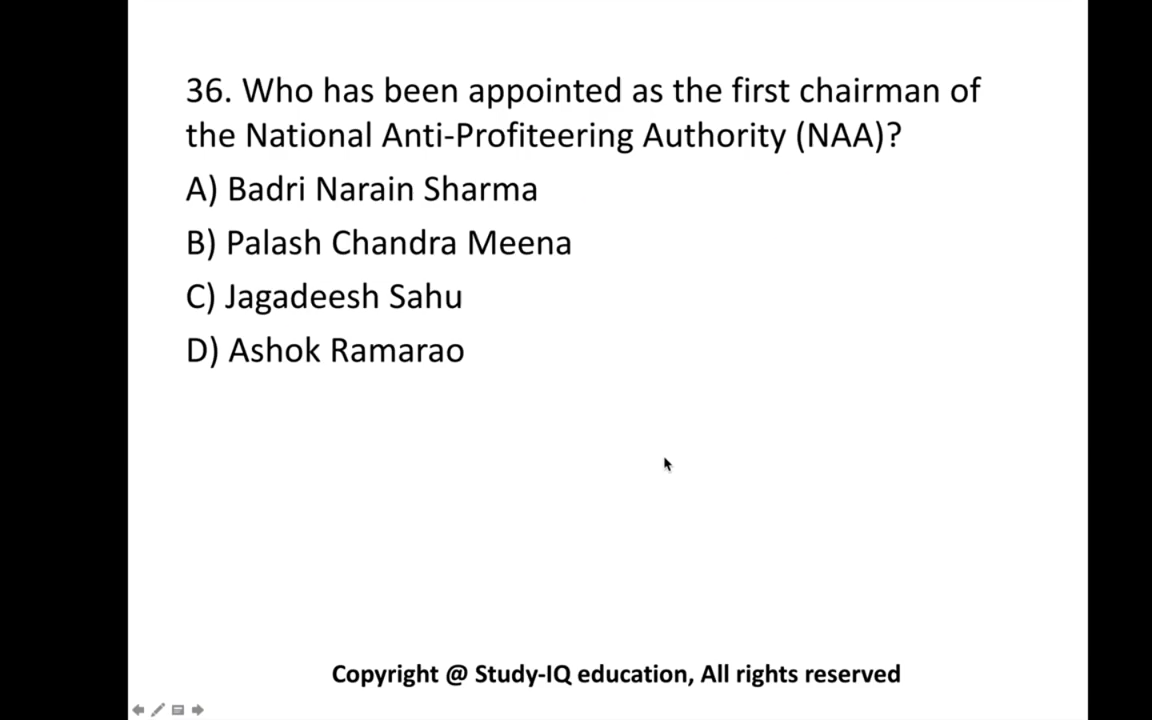 36. Who has been appointed as the first chairman of
the National Anti-Profiteering Authority (NAA)?
A) Badri Narain Sharma
B) Palash Chandra Meena
C) Jagadeesh Sahu
D) Ashok Ramarao
Copyright @ Study-IQ education, All rights reserved